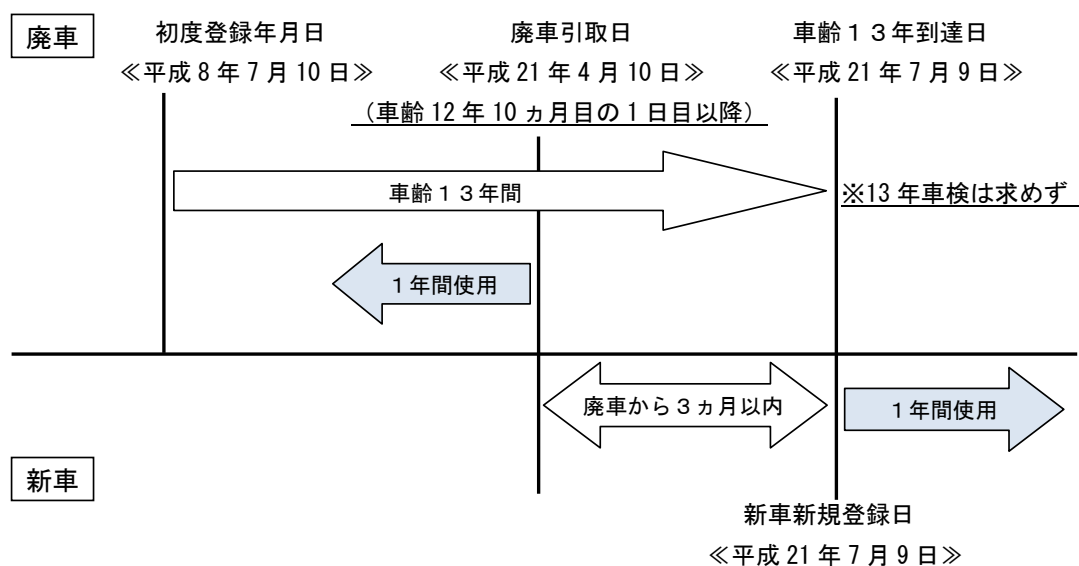 廃車
初度登録年月日
≪平成8年7月10日≫
廃車引取日
≪平成21年4月10日≫
（車齢12年10ヵ月目の1日目以降）
車齢１３年到達日
≪平成21年7月9日≫
車齢１３年間
※13年車検は求めず
１年間使用
廃車から３ヵ月以内
１年間使用
新車
新車新規登録日
≪平成21年7月9日≫